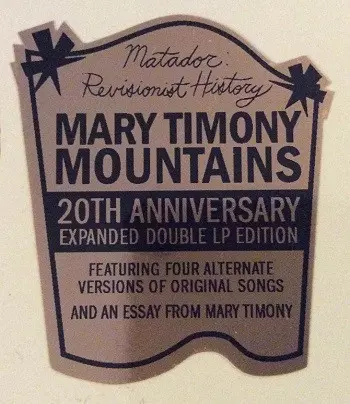 Matador:
Revisionist History
MARY TIMONY
MOUNTAINS
20TH ANNIVERSARY
EXPANDED DOUBLE LP EDITION
FEATURING FOUR ALTERNATE
VERSIONS OF ORIGINAL SONGS
AND AN ESSAY FROM MARY TIMONY